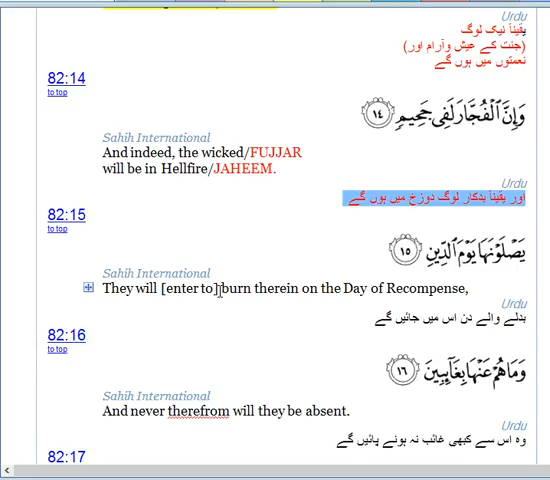 Urdu
یقیناً نیک لوگ
(جنت کے عیش وآرام اور)
نعمتوں میں ہوں گے
82:14
to top
وَإِنَّ ٱلْفُجَّارَ لَفِى جَحِيمٍ ١٤
Sahih International
And indeed, the wicked/FUJJAR
will be in Hellfire/JAHEEM.
Urdu
اور یقیناً بدکار لوگ دوزخ میں ہوں گے
82:15
to top
يَصْلَوْنَهَا يَوْمَ ٱلدِّينِ ١٥
Sahih International
They will [enter to] burn therein on the Day of Recompense,
Urdu
بدلے والے دن اس میں جائیں گے
82:16
to top
وَمَا هُمْ عَنْهَا بِغَآئِبِينَ ١٦
Sahih International
And never therefrom will they be absent.
Urdu
وه اس سے کبھی غائب نہ ہونے پائیں گے
82:17